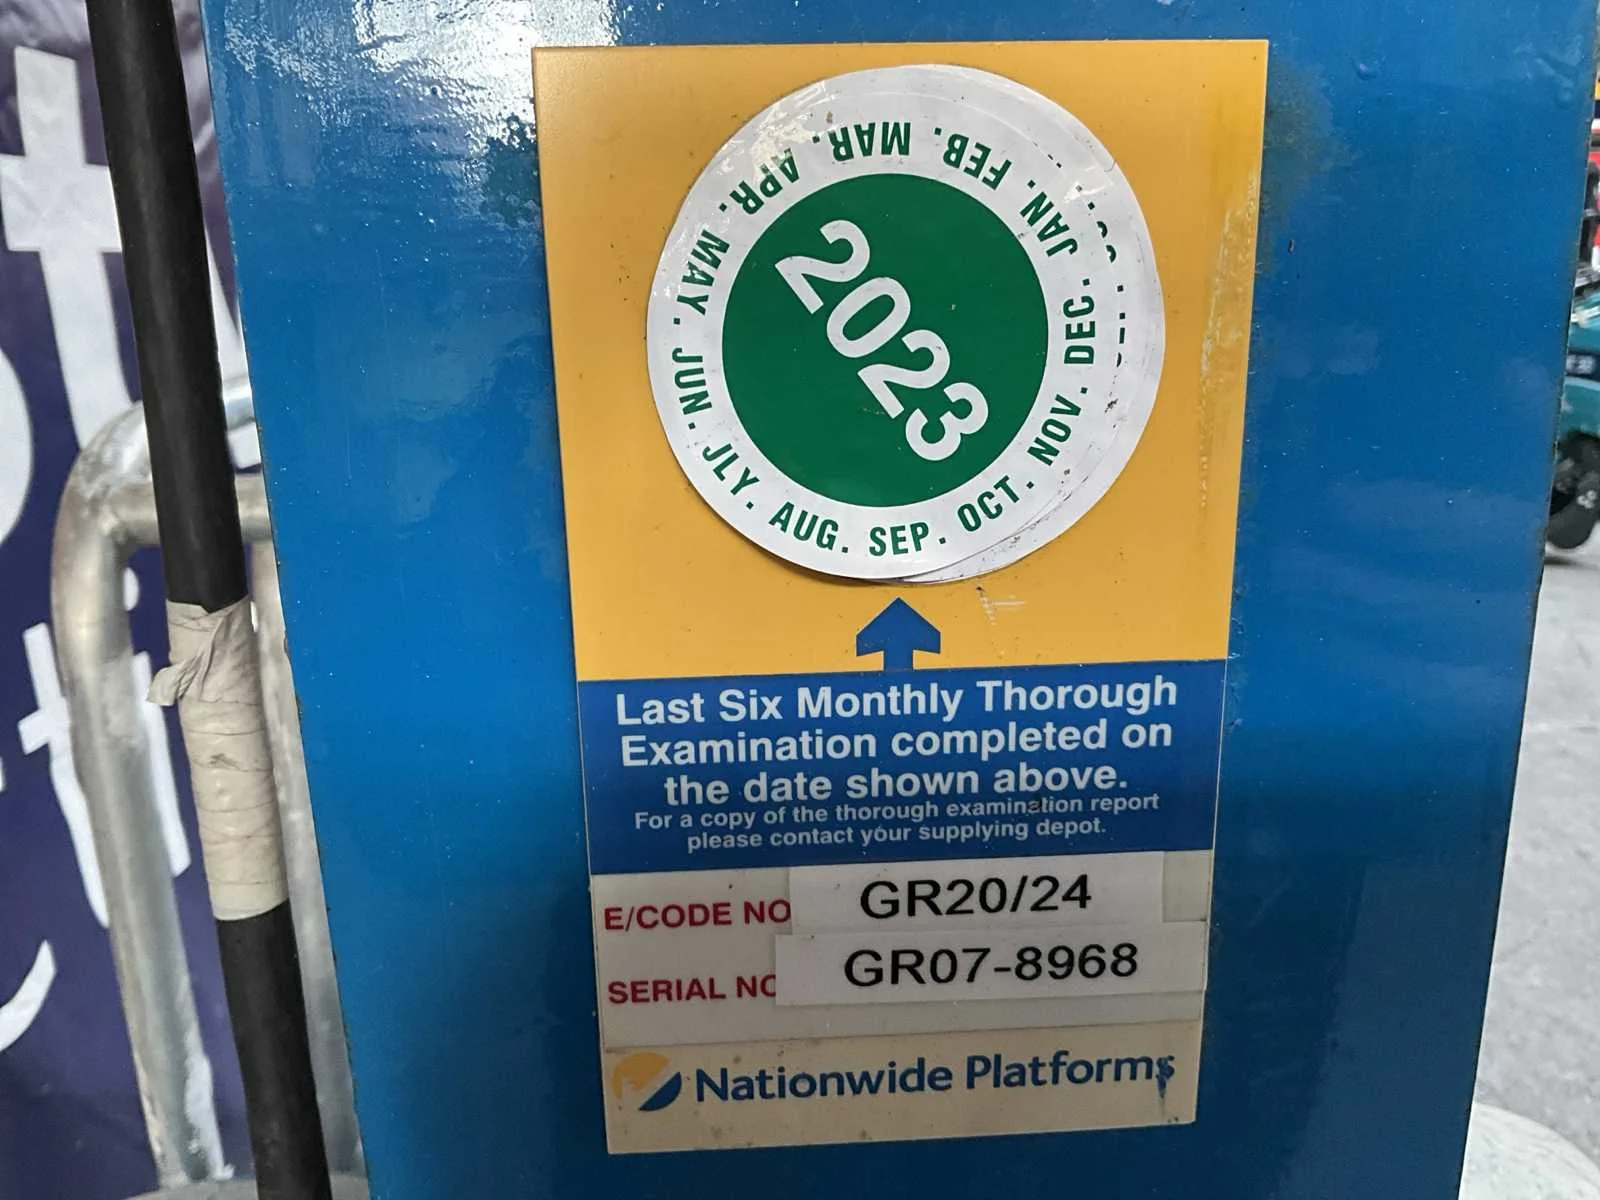 JAN. FEB. MAR. APR. MAY. JUN. JLY. AUG. SEP. OCT. NOV. DEC.
2023
Last Six Monthly Thorough
Examination completed on
the date shown above.
For a copy of the thorough examination report
please contact your supplying depot.
E/CODE NO GR20/24
SERIAL NO GR07-8968
Nationwide Platforms